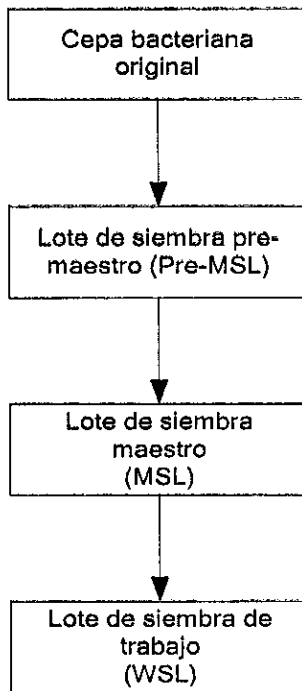 Cepa bacteriana
original
Lote de siembra pre-
maestro (Pre-MSL)
Lote de siembra
maestro
(MSL)
Lote de siembra de
trabajo
(WSL)